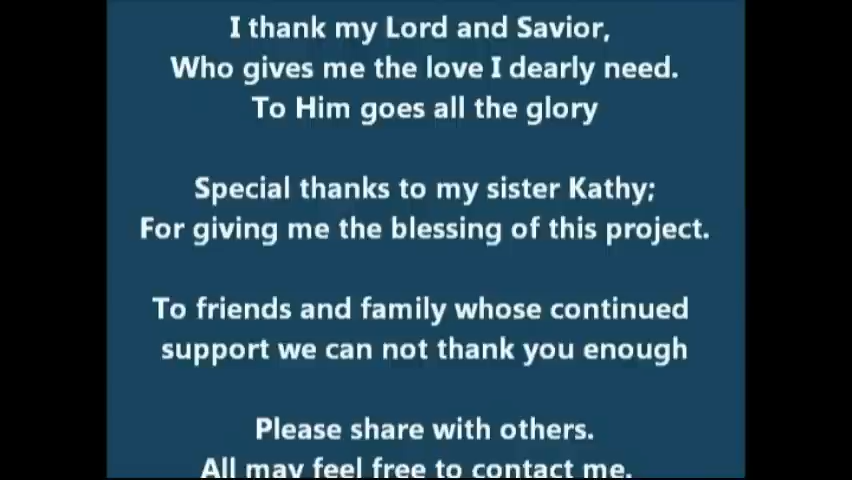 I thank my Lord and Savior,
Who gives me the love I dearly need.
To Him goes all the glory
Special thanks to my sister Kathy;
For giving me the blessing of this project.
To friends and family whose continued
support we can not thank you enough
Please share with others.
All may feel free to contact me.